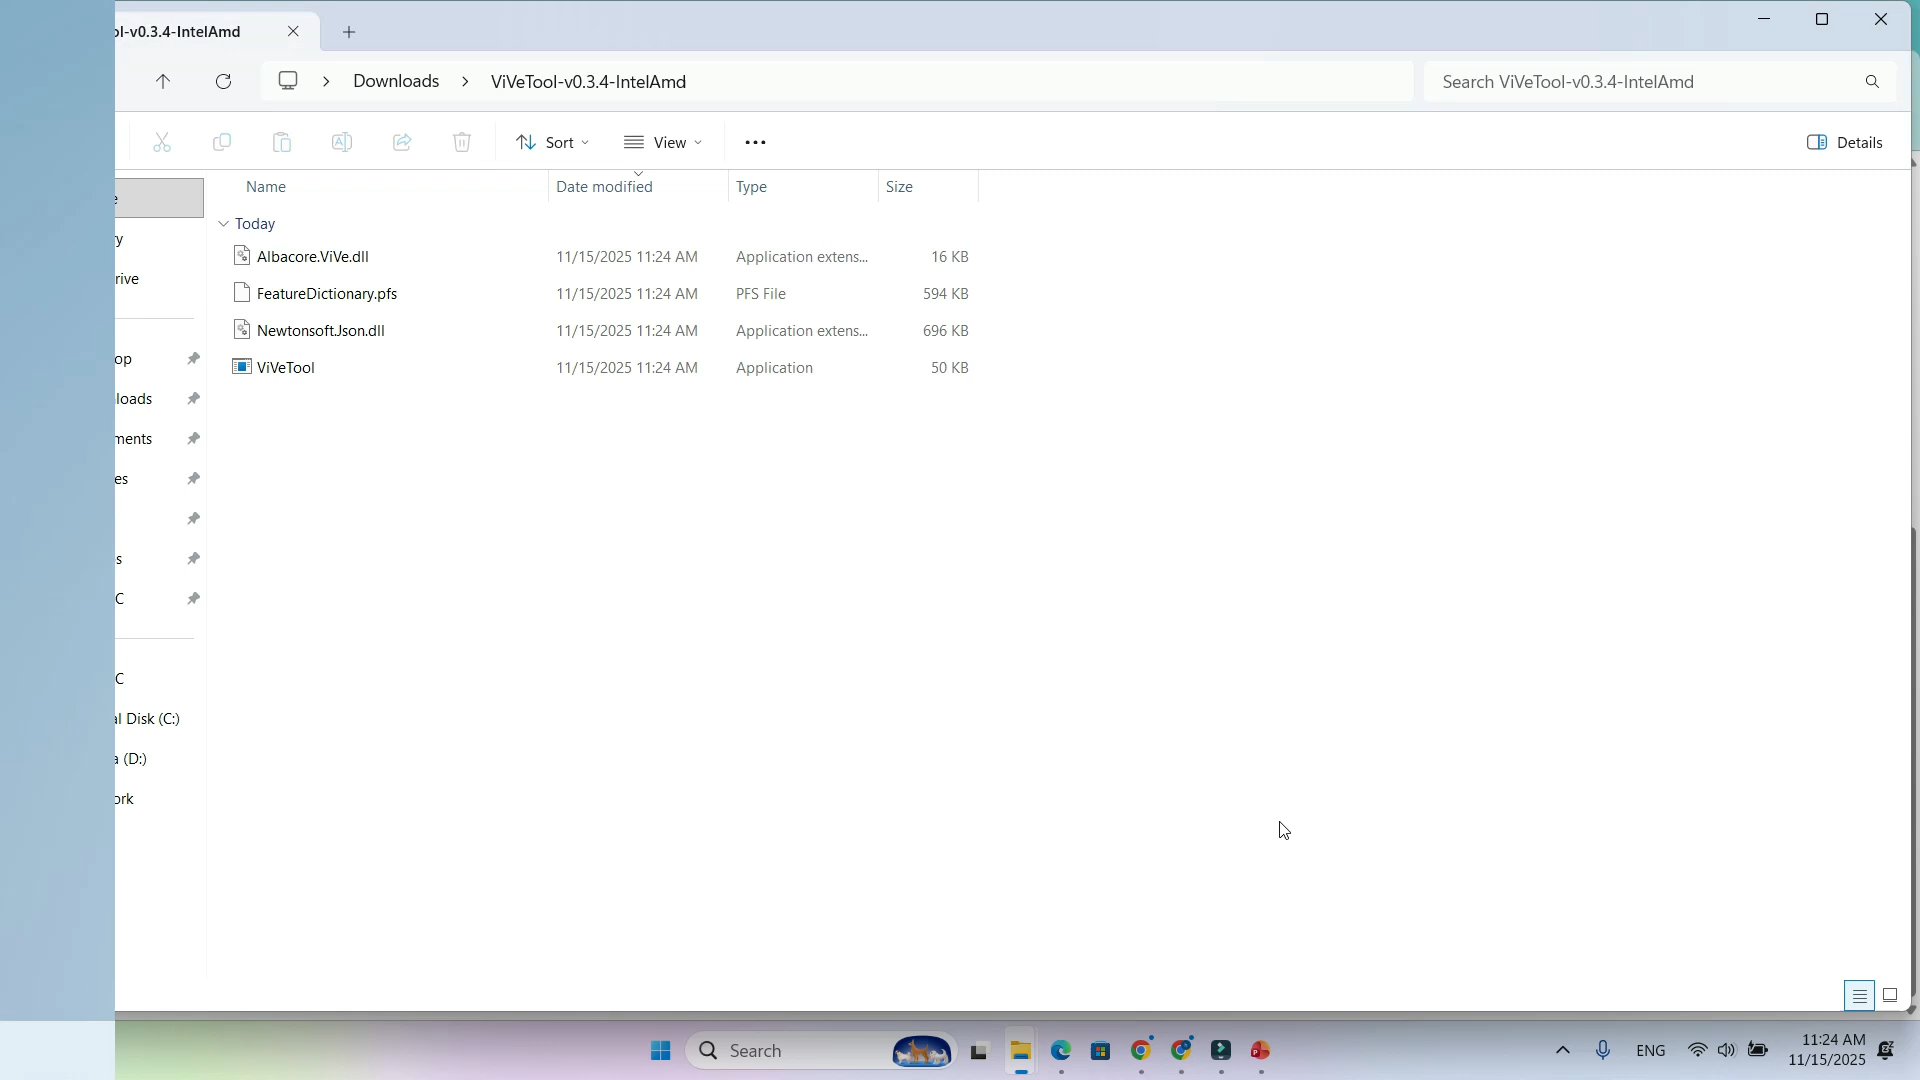 ol-v0.3.4-IntelAmd
Downloads > ViVeTool-v0.3.4-IntelAmd
Search ViVeTool-v0.3.4-IntelAmd
Sort
View
Details
Name Date modified Type Size
Today
Albacore.ViVe.dll 11/15/2025 11:24 AM Application extens... 16 KB
FeatureDictionary.pfs 11/15/2025 11:24 AM PFS File 594 KB
Newtonsoft.Json.dll 11/15/2025 11:24 AM Application extens... 696 KB
ViVeTool 11/15/2025 11:24 AM Application 50 KB
e
ry
rive
op
loads
ments
es
s
C
C
al Disk (C:)
a (D:)
ork
Search
ENG
11:24 AM
11/15/2025